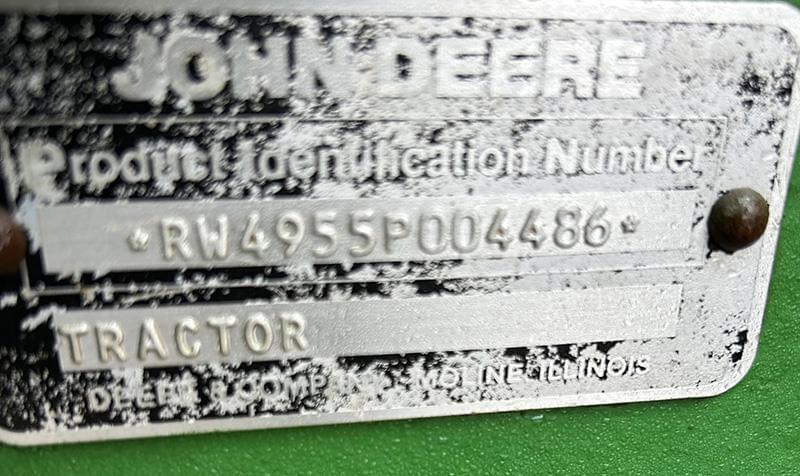 JOHN DEERE
Product Identification Number
*RW4955P004486*
TRACTOR
DEERE & COMPANY MOLINE ILLINOIS